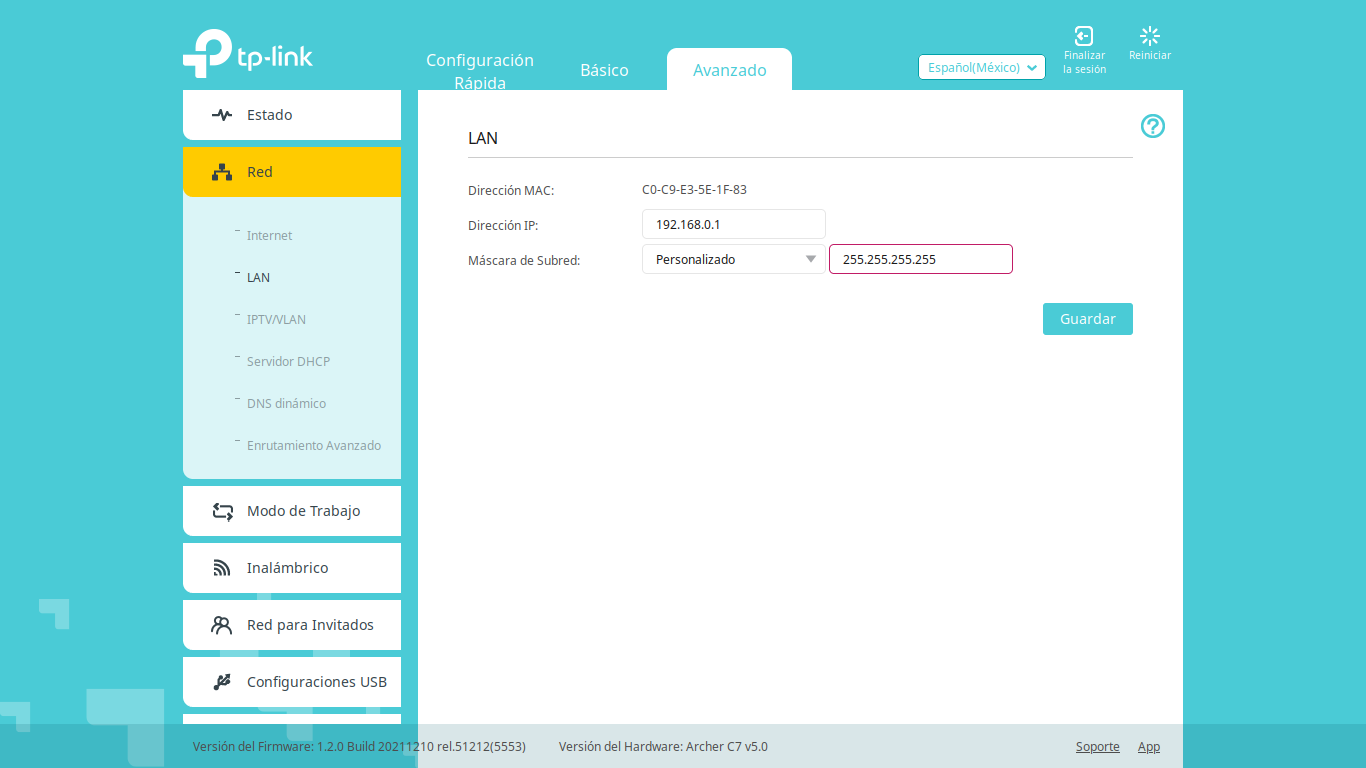 tp-link
Configuración
Rápida
Básico
Avanzado
Español(México)
Finalizar
la sesión
Reiniciar
Estado
Red
Internet
LAN
IPTV/VLAN
Servidor DHCP
DNS dinámico
Enrutamiento Avanzado
Modo de Trabajo
Inalámbrico
Red para Invitados
Configuraciones USB
LAN
Dirección MAC: C0-C9-E3-5E-1F-83
Dirección IP: 192.168.0.1
Máscara de Subred: Personalizado 255.255.255.255
Guardar
Versión del Firmware: 1.2.0 Build 20211210 rel.51212(5553) Versión del Hardware: Archer C7 v5.0 Soporte App